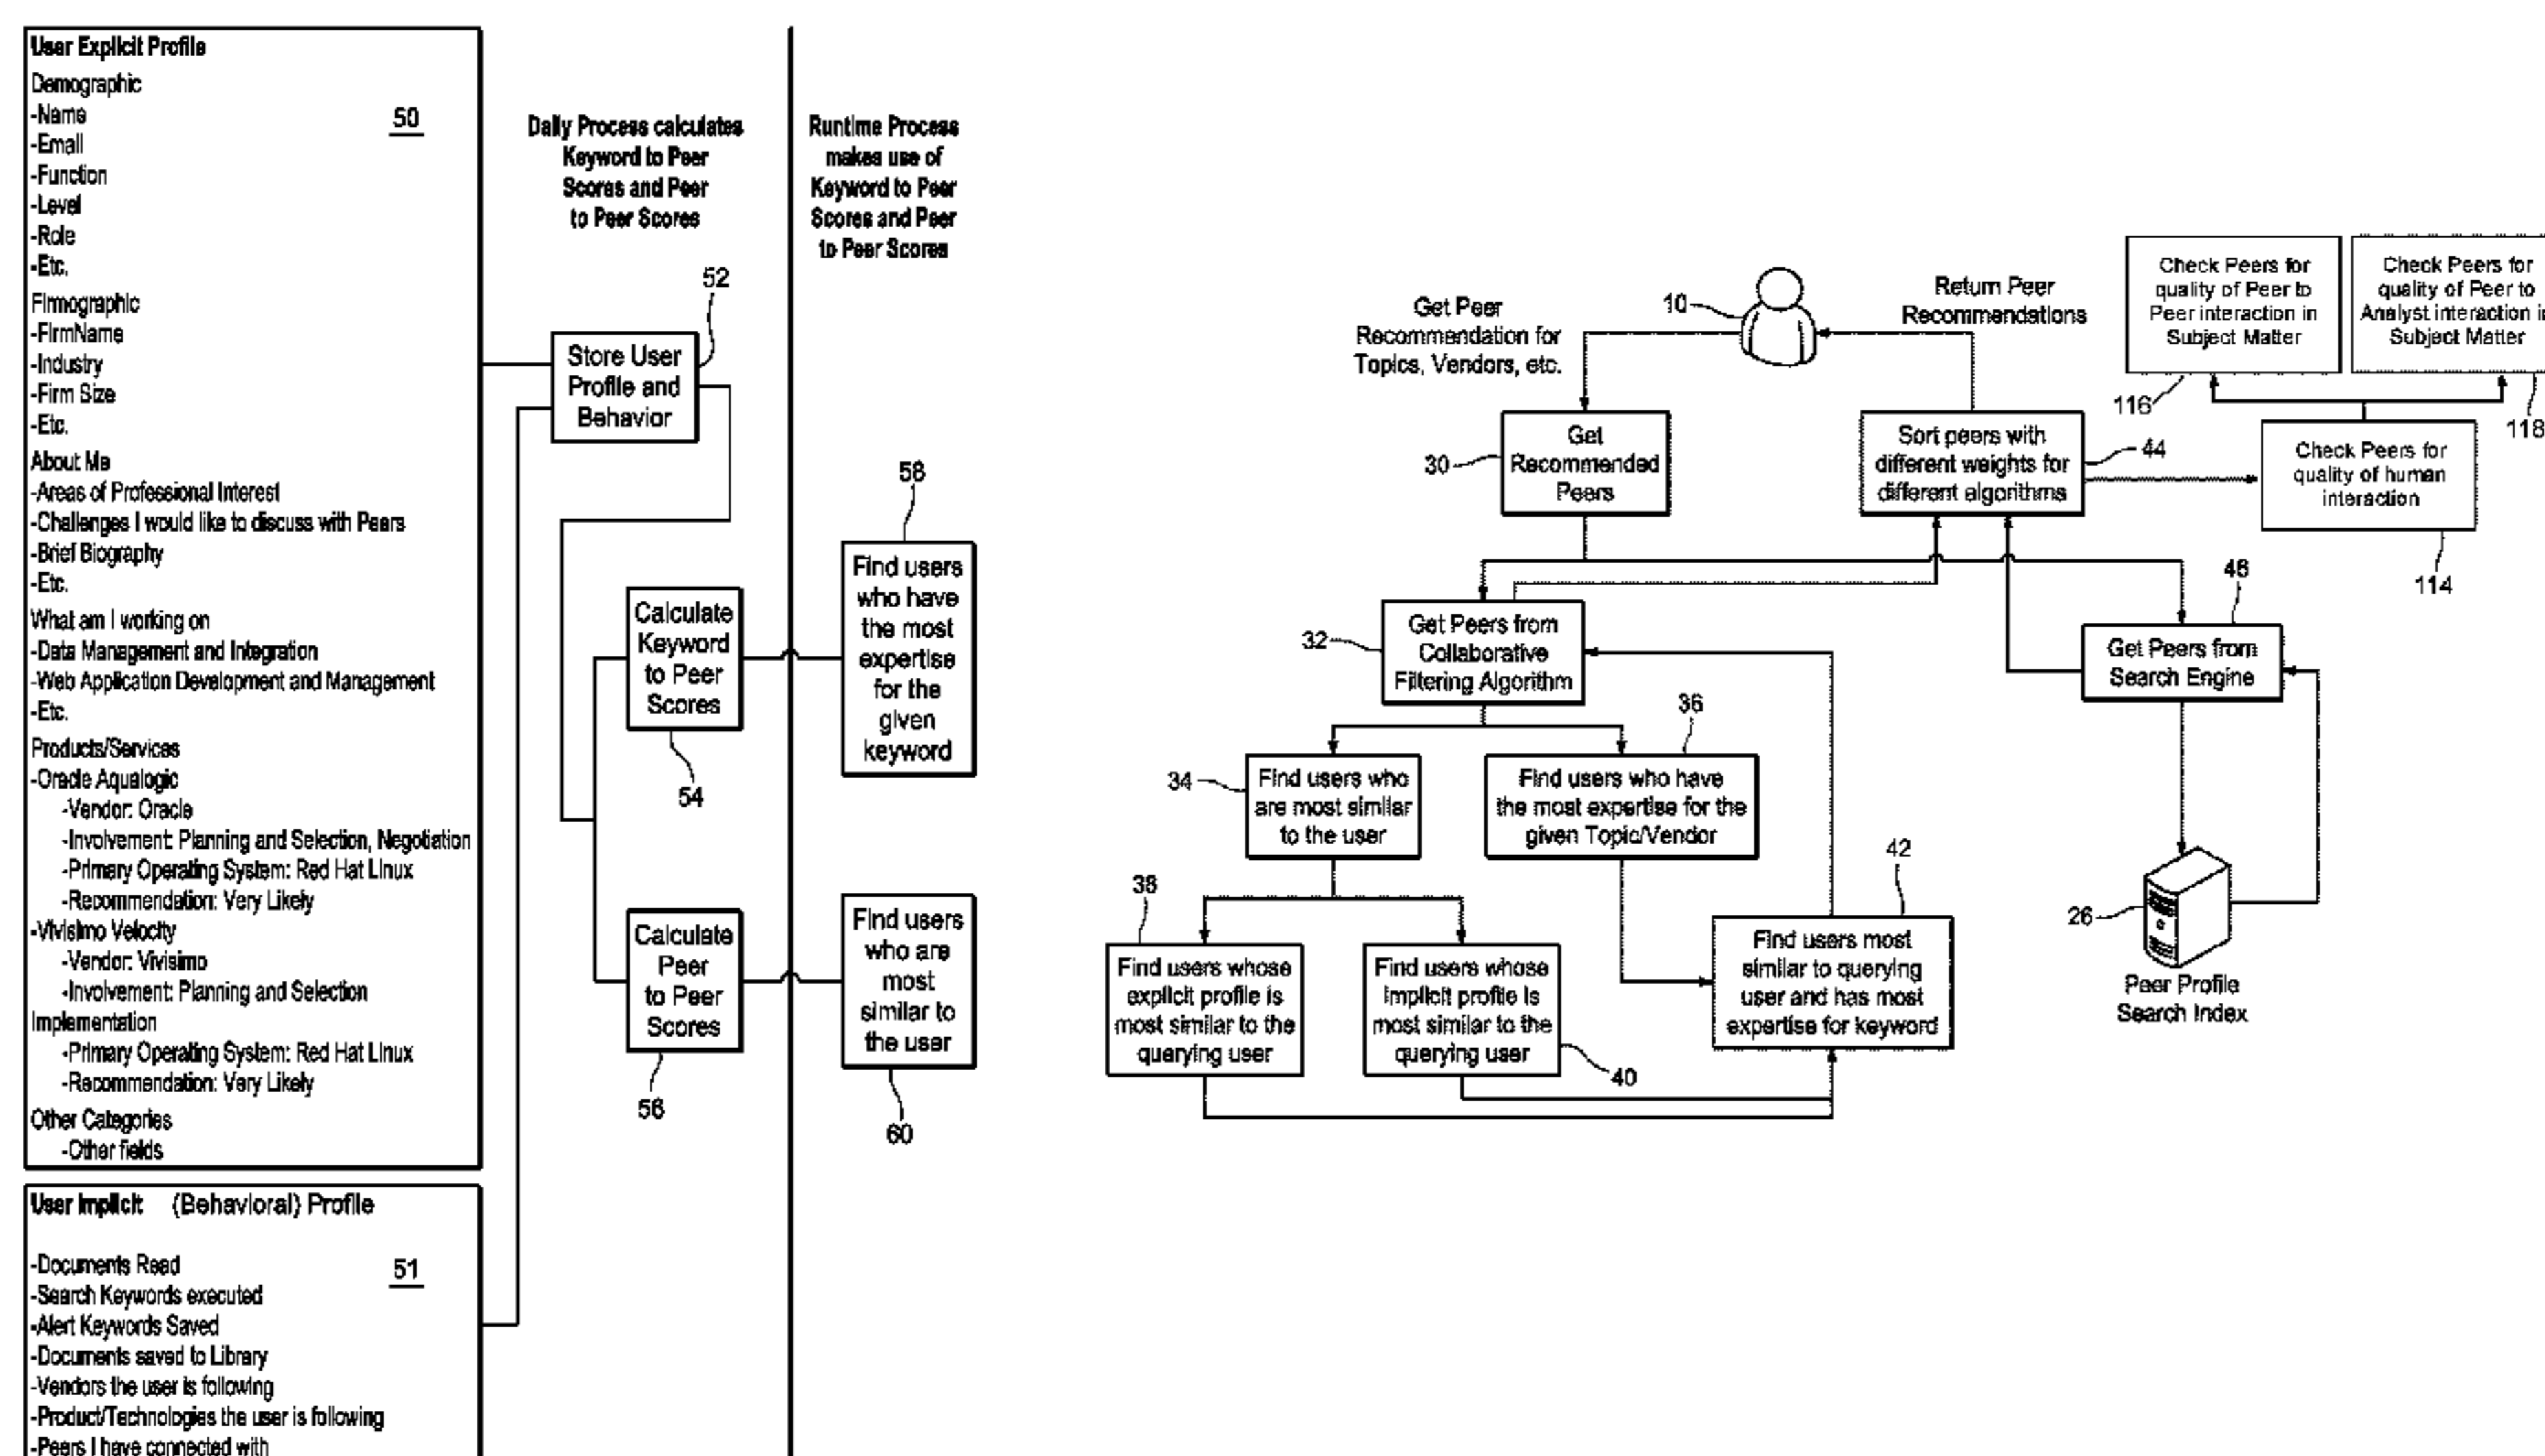 User Explicit Profile
Demographic
-Name
-Email
-Function
-Level
-Role
-Etc.
Firmographic
-FirmName
-Industry
-Firm Size
-Etc.
About Me
-Areas of Professional Interest
-Challenges I would like to discuss with Peers
-Brief Biography
-Etc.
What am I working on
-Data Management and Integration
-Web Application Development and Management
-Etc.
Products/Services
-Oracle Aqualogic
-Vendor: Oracle
-Involvement: Planning and Selection, Negotiation
-Primary Operating System: Red Hat Linux
-Recommendation: Very Likely
-Vivisimo Velocity
-Vendor: Vivisimo
-Involvement: Planning and Selection
Implementation
-Primary Operating System: Red Hat Linux
-Recommendation: Very Likely
Other Categories
-Other fields
50
User Implicit (Behavioral) Profile
-Documents Read
-Search Keywords executed
-Alert Keywords Saved
-Documents saved to Library
-Vendors the user is following
-Product/Technologies the user is following
-Peers I have connected with
51
Daily Process calculates
Keyword to Peer
Scores and Peer
to Peer Scores
Runtime Process
makes use of
Keyword to Peer
Scores and Peer
to Peer Scores
52
Store User
Profile and
Behavior
58
Find users
who have
the most
expertise
for the
given
keyword
Calculate
Keyword
to Peer
Scores
54
Calculate
Peer
to Peer
Scores
56
Find users
who are
most
similar to
the user
60
Get Peer
Recommendation for
Topics, Vendors, etc.
10
Return Peer
Recommendations
Check Peers for
quality of Peer to
Peer interaction in
Subject Matter
116
Check Peers for
quality of Peer to
Analyst interaction in
Subject Matter
118
30
Get
Recommended
Peers
Sort peers with
different weights for
different algorithms
44
Check Peers for
quality of human
interaction
114
32
Get Peers from
Collaborative
Filtering Algorithm
46
Get Peers from
Search Engine
34
Find users who
are most similar
to the user
36
Find users who have
the most expertise for the
given Topic/Vendor
38
Find users whose
explicit profile is
most similar to the
querying user
Find users whose
implicit profile is
most similar to the
querying user
40
42
Find users most
similar to querying
user and has most
expertise for keyword
26
Peer Profile
Search Index